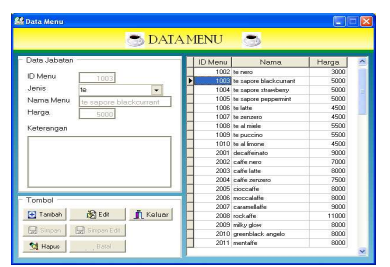 Data Menu
DATA MENU
Data Jabatan
ID Menu 1003
Jenis te
Nama Menu te sapore blackcurrant
Harga 5000
Keterangan
Tombol
Tambah Edit Keluar
Simpan Simpan Edit
Hapus Batal
ID Menu Nama Harga
1002 te nero 3000
1003 te sapore blackcurrant 5000
1004 te sapore strawberry 5000
1005 te sapore peppermint 5000
1006 te latte 4500
1007 te zenzero 4500
1008 te al miele 5500
1009 te puccino 5500
1010 te al limone 4500
2001 decaffeinato 9000
2002 caffe nero 7000
2003 caffe latte 8000
2004 caffe zenzero 7500
2005 cioccaffe 8000
2006 moccalatte 8000
2007 caramellatte 9000
2008 rockaffe 11000
2009 milky glow 8000
2010 greenblack angelo 8000
2011 mentaffe 8000